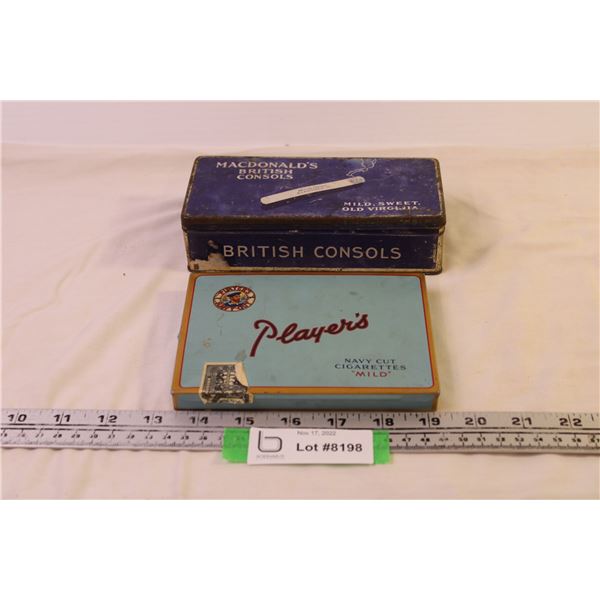 MACDONALD'S
BRITISH
CONSOLS
MILD, SWEET,
OLD VIRGINIA
BRITISH CONSOLS
Player's
NAVY CUT
CIGARETTES
"MILD"
10 11 12 13 14 15 16 17 18 19 20 21 22
b
Nov 17, 2022
Lot #8198